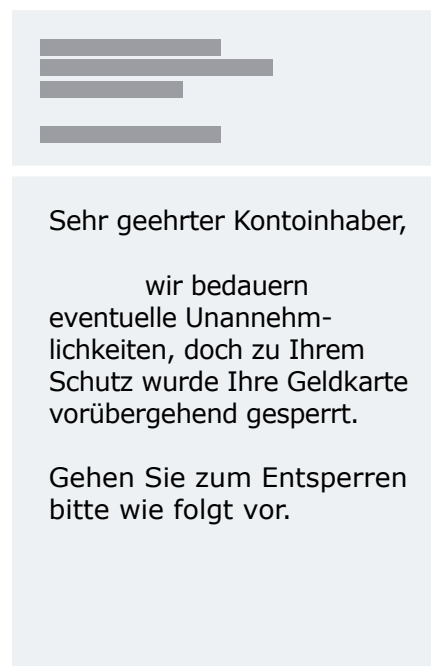 Sehr geehrter Kontoinhaber,
wir bedauern
eventuelle Unannehm-
lichkeiten, doch zu Ihrem
Schutz wurde Ihre Geldkarte
vorübergehend gesperrt.
Gehen Sie zum Entsperren
bitte wie folgt vor.